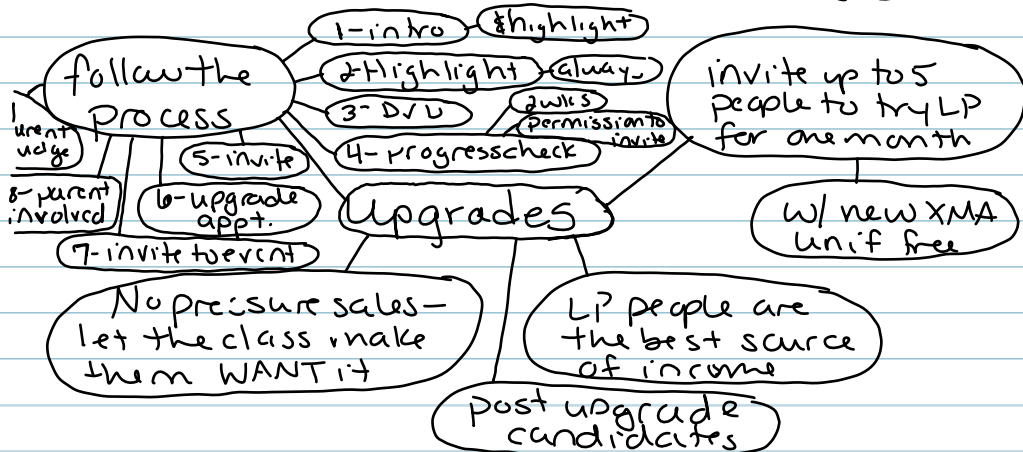 1-intro
& highlight
2-Highlight
always
3- DVD
2wks
permission to
invite
4- progress check
follow the
process
5-invite
6-upgrade
appt.
7-invite to event
8-parent
involved
upgrades
invite up to 5
people to try LP
for one month
w/ new XMA
unif free
No pressure sales-
let the class make
them WANT it
LP people are
the best source
of income
post upgrade
candidates